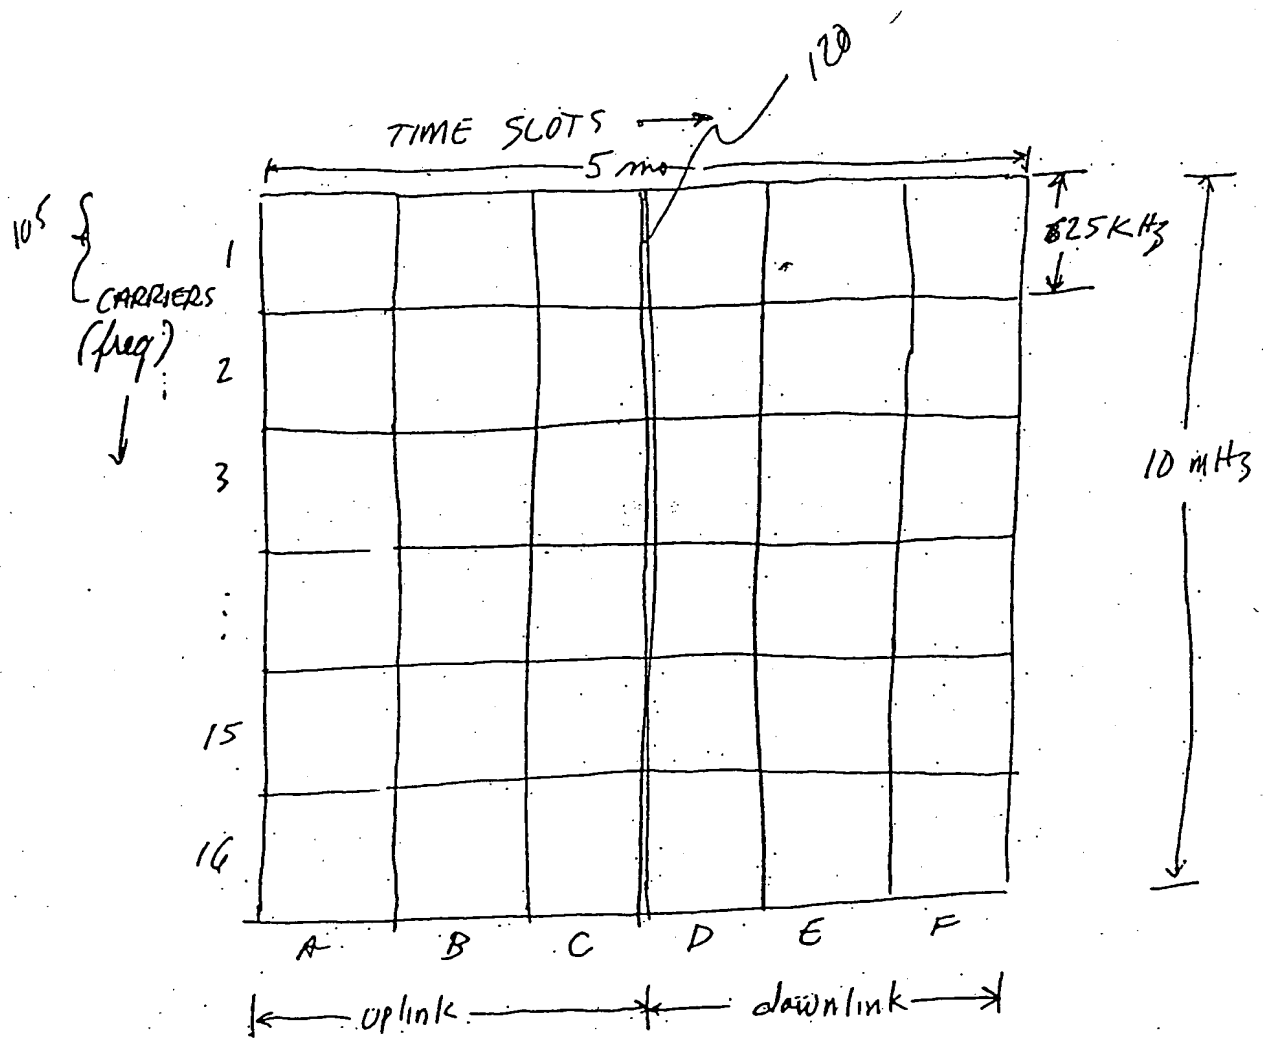 120
TIME SLOTS
5 ms
105
1
625 KHz
CARRIERS
(freq)
2
3
10 mHz
15
16
A B C D E F
uplink downlink